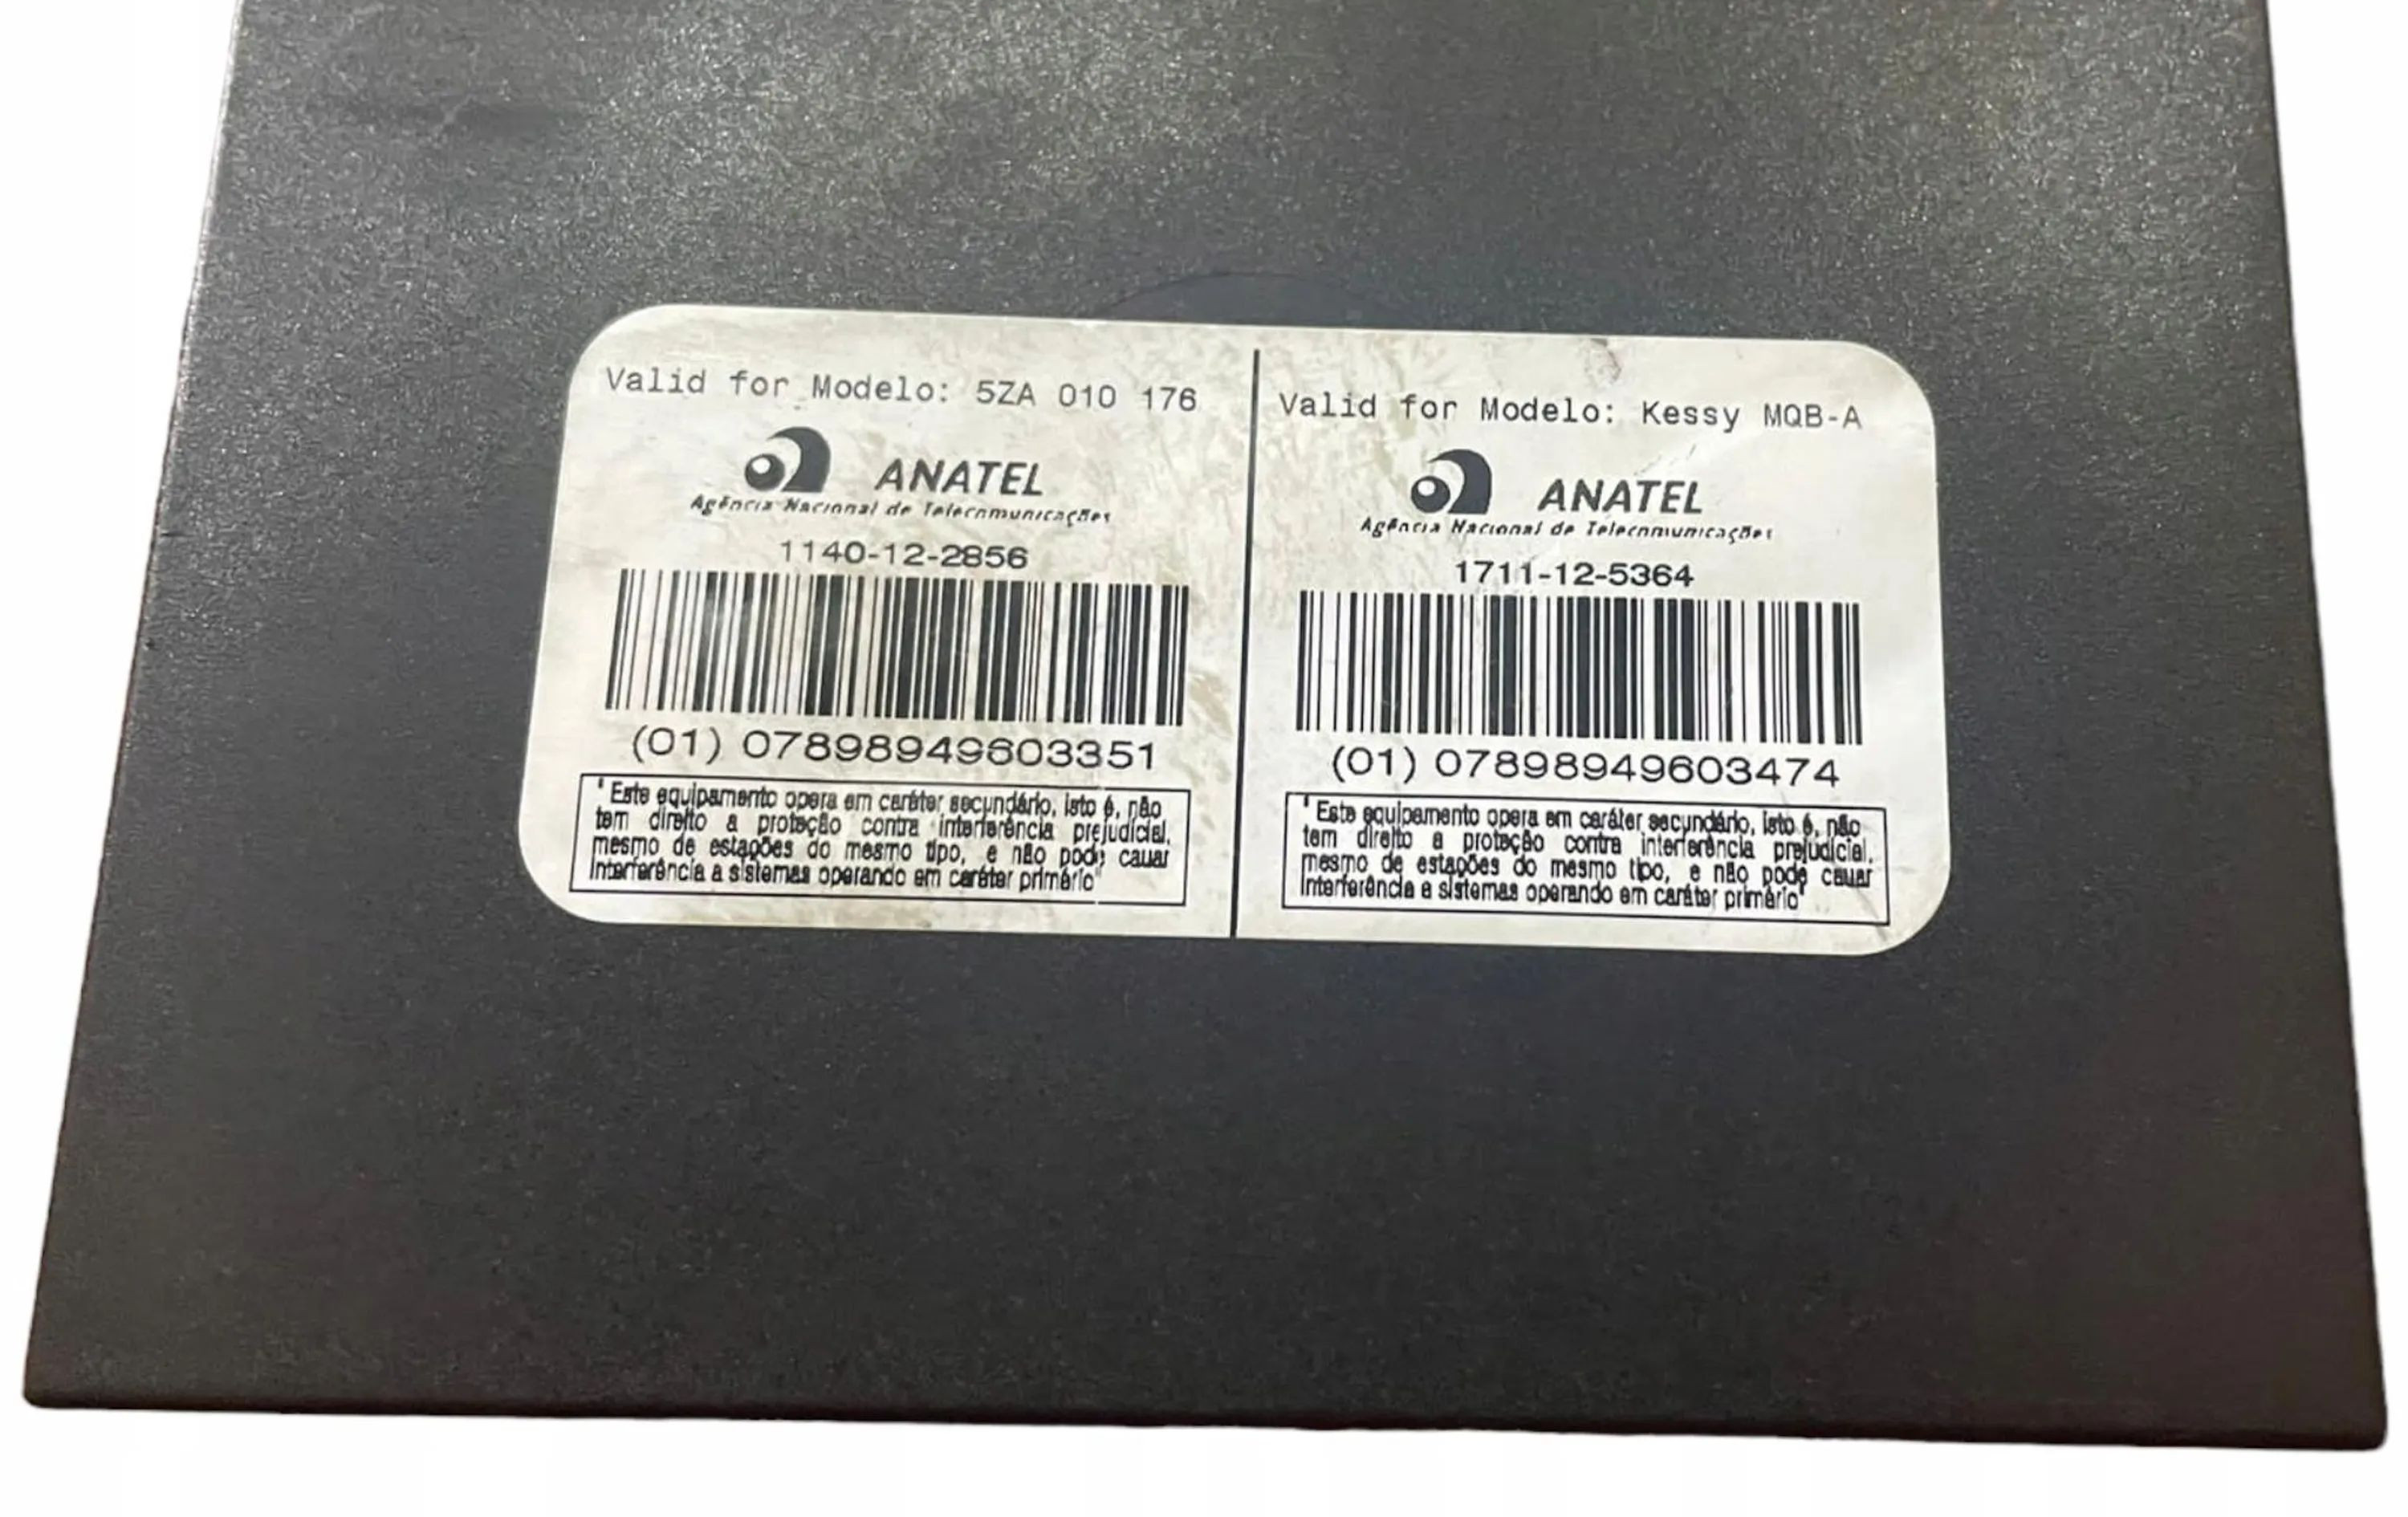 Valid for Modelo: 5ZA 010 176
ANATEL
Agência Nacional de Telecomunicações
1140-12-2856
(01) 07898949603351
"Este equipamento opera em caráter secundário, isto é, não
tem direito a proteção contra interferência prejudicial,
mesmo de estações do mesmo tipo, e não pode causar
interferência a sistemas operando em caráter primário"
Valid for Modelo: Kessy MQB-A
ANATEL
Agência Nacional de Telecomunicações
1711-12-5364
(01) 07898949603474
"Este equipamento opera em caráter secundário, isto é, não
tem direito a proteção contra interferência prejudicial,
mesmo de estações do mesmo tipo, e não pode causar
interferência a sistemas operando em caráter primário"